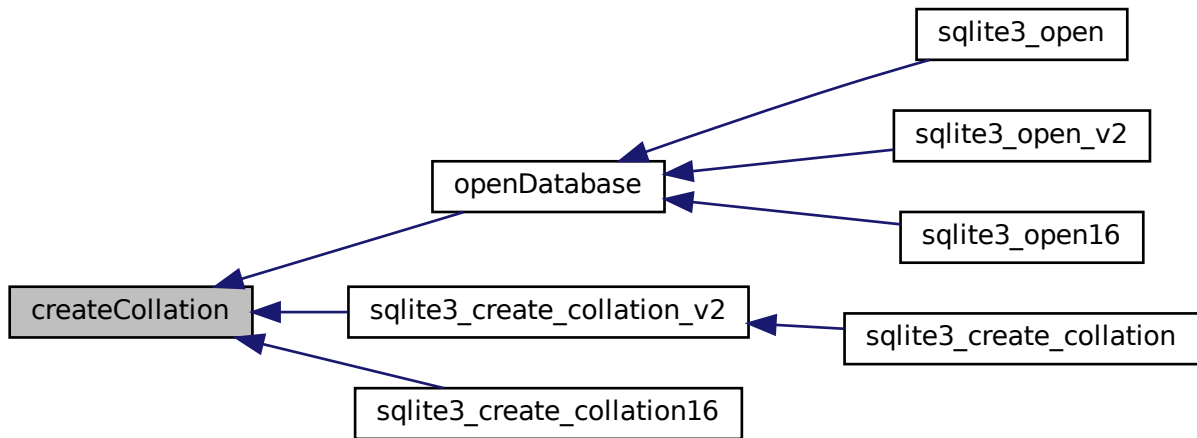 sqlite3_open
sqlite3_open_v2
openDatabase
sqlite3_open16
createCollation
sqlite3_create_collation_v2
sqlite3_create_collation
sqlite3_create_collation16